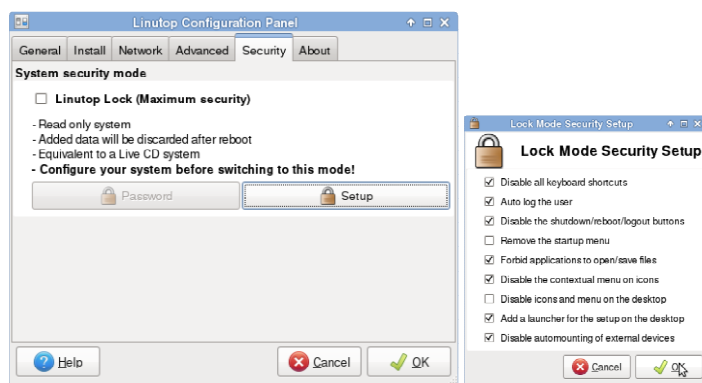 Linutop Configuration Panel
General Install Network Advanced Security About
System security mode
Linutop Lock (Maximum security)
- Read only system
- Added data will be discarded after reboot
- Equivalent to a Live CD system
- Configure your system before switching to this mode!
Password Setup
Help Cancel OK
Lock Mode Security Setup
Lock Mode Security Setup
Disable all keyboard shortcuts
Auto log the user
Disable the shutdown/reboot/logout buttons
Remove the startup menu
Forbid applications to open/save files
Disable the contextual menu on icons
Disable icons and menu on the desktop
Add a launcher for the setup on the desktop
Disable automounting of external devices
Cancel OK